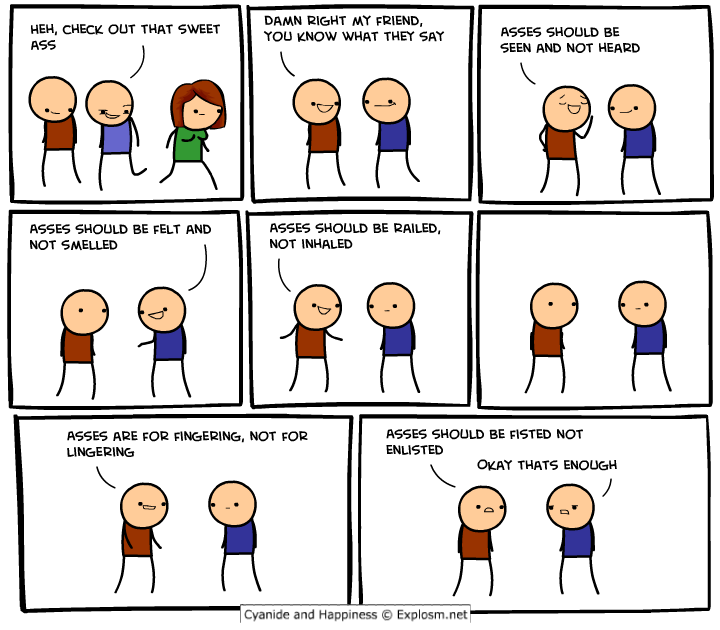 HEH, CHECK OUT THAT SWEET
ASS
DAMN RIGHT MY FRIEND,
YOU KNOW WHAT THEY SAY
ASSES SHOULD BE
SEEN AND NOT HEARD
ASSES SHOULD BE FELT AND
NOT SMELLED
ASSES SHOULD BE RAILED,
NOT INHALED
ASSES ARE FOR FINGERING, NOT FOR
LINGERING
ASSES SHOULD BE FISTED NOT
ENLISTED
OKAY THATS ENOUGH
Cyanide and Happiness © Explosm.net